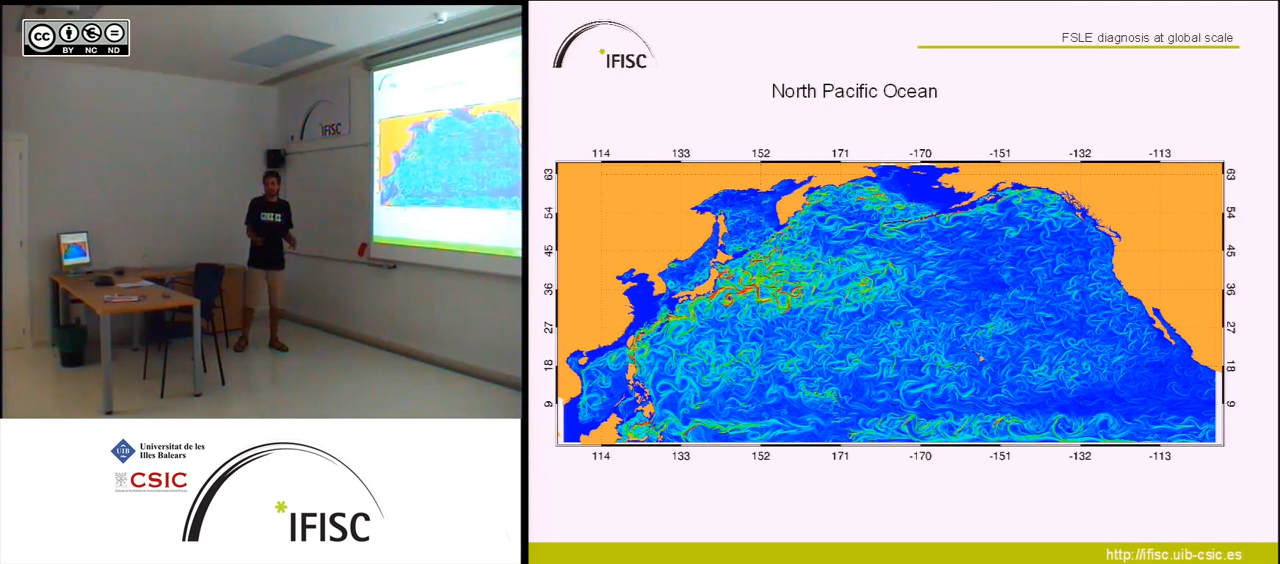 cc
BY NC ND
IFISC
Universitat de les
Illes Balears
UIB
CSIC
*IFISC
*IFISC
FSLE diagnosis at global scale
North Pacific Ocean
114 133 152 171 -170 -151 -132 -113
63 63
54 54
45 45
36 36
27 27
18 18
9 9
114 133 152 171 -170 -151 -132 -113
http://ifisc.uib-csic.es